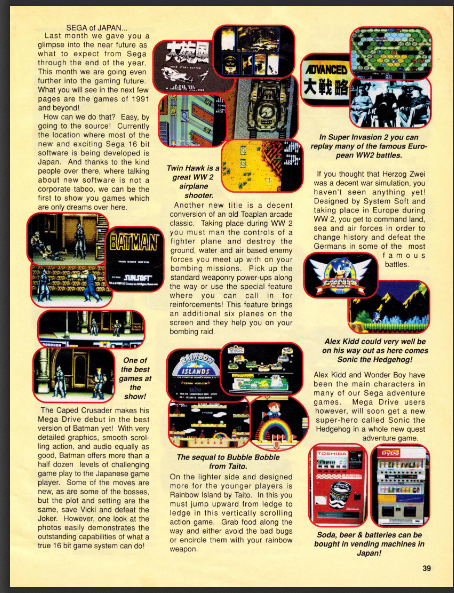 SEGA of JAPAN...
Last month we gave you a
glimpse into the near future as
what to expect from Sega
through the end of the year.
This month we are going even
further into the gaming future.
What you will see in the next few
pages are the games of 1991
and beyond!
How can we do that? Easy, by
going to the source! Currently
the location where most of the
new and exciting Sega 16 bit
software is being developed is
Japan. And thanks to the kind
people over there, where talking
about new software is not a
corporate taboo, we can be the
first to show you games which
are only dreams over here.
BATMAN
SUNSOFT
One of
the best
games at
the
show!
The Caped Crusader makes his
Mega Drive debut in the best
version of Batman yet! With very
detailed graphics, smooth scrol-
ling action, and audio equally as
good, Batman offers more than a
half dozen levels of challenging
game play to the Japanese game
player. Some of the moves are
new, as are some of the bosses,
but the plot and setting are the
same, save Vicki and defeat the
Joker. However, one look at the
photos easily demonstrates the
outstanding capabilities of what a
true 16 bit game system can do!
大旋風
Twin Hawk is a
great WW 2
airplane
shooter.
Another new title is a decent
conversion of an old Toaplan arcade
classic. Taking place during WW 2
you must man the controls of a
fighter plane and destroy the
ground, water and air based enemy
forces you meet up with on your
bombing missions. Pick up the
standard weaponry power-ups along
the way or use the special feature
where you can call in for
reinforcements! This feature brings
an additional six planes on the
screen and they help you on your
bombing raid.
RAINBOW
ISLANDS
The sequal to Bubble Bobble
from Taito.
On the lighter side and designed
more for the younger players is
Rainbow Island by Taito. In this you
must jump upward from ledge to
ledge in this vertically scrolling
action game. Grab food along the
way and either avoid the bad bugs
or encircle them with your rainbow
weapon.
ADVANCED
大戦略
In Super Invasion 2 you can
replay many of the famous Euro-
pean WW2 battles.
If you thought that Herzog Zwei
was a decent war simulation, you
haven't seen anything yet!
Designed by System Soft and
taking place in Europe during
WW 2, you get to command land,
sea and air forces in order to
change history and defeat the
Germans in some of the most
famous
battles.
Alex Kidd could very well be
on his way out as here comes
Sonic the Hedgehog!
Alex Kidd and Wonder Boy have
been the main characters in
many of our Sega adventure
games. Mega Drive users
however, will soon get a new
super-hero called Sonic the
Hedgehog in a whole new quest
adventure game.
TOSHIBA
Soda, beer & batteries can be
bought in vending machines in
Japan!
39